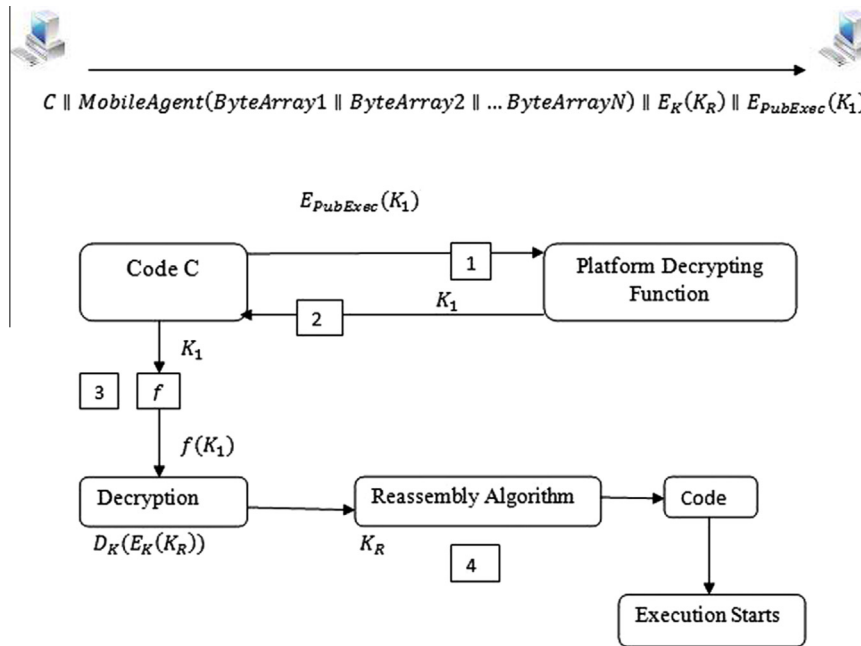 C ∥ MobileAgent(ByteArray1 ∥ ByteArray2 ∥ … ByteArrayN) ∥ E_K(K_R) ∥ E_PubExec(K_1)
E_PubExec(K_1)
Code C
1
Platform Decrypting
Function
2
K_1
K_1
3
f
f(K_1)
Decryption
Reassembly Algorithm
Code
D_K(E_K(K_R))
K_R
4
Execution Starts